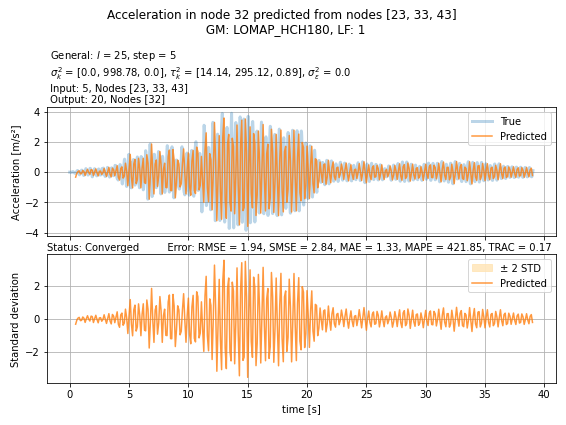 Acceleration in node 32 predicted from nodes [23, 33, 43]
GM: LOMAP_HCH180, LF: 1
General: l = 25, step = 5
σ²ₖ = [0.0, 998.78, 0.0], τ²ₖ = [14.14, 295.12, 0.89], σ²ₑ = 0.0
Input: 5, Nodes [23, 33, 43]
Output: 20, Nodes [32]
Acceleration [m/s²]
4
2
0
−2
−4
True
Predicted
Status: Converged Error: RMSE = 1.94, SMSE = 2.84, MAE = 1.33, MAPE = 421.85, TRAC = 0.17
Standard deviation
2
0
−2
± 2 STD
Predicted
0 5 10 15 20 25 30 35 40
time [s]